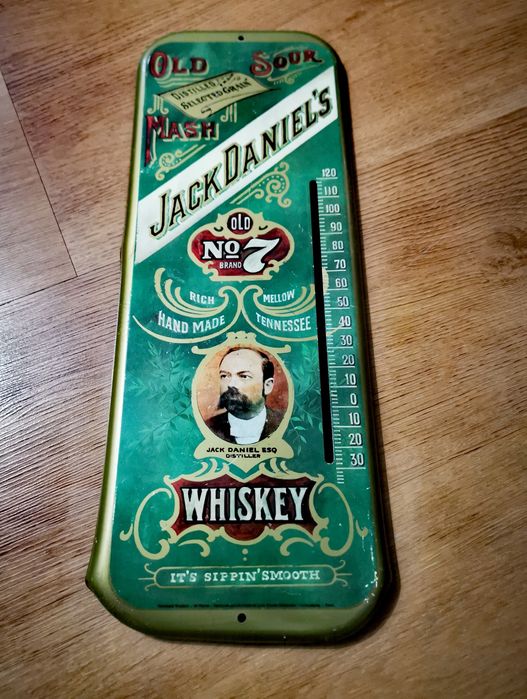 OLD SOUR
DISTILLED FROM
SELECTED GRAIN
MASH
JACK DANIEL'S
OLD
No 7
BRAND
RICH MELLOW
HAND MADE TENNESSEE
JACK DANIEL ESQ
DISTILLER
WHISKEY
IT'S SIPPIN' SMOOTH
120
110
100
90
80
70
60
50
40
30
20
10
0
10
20
30